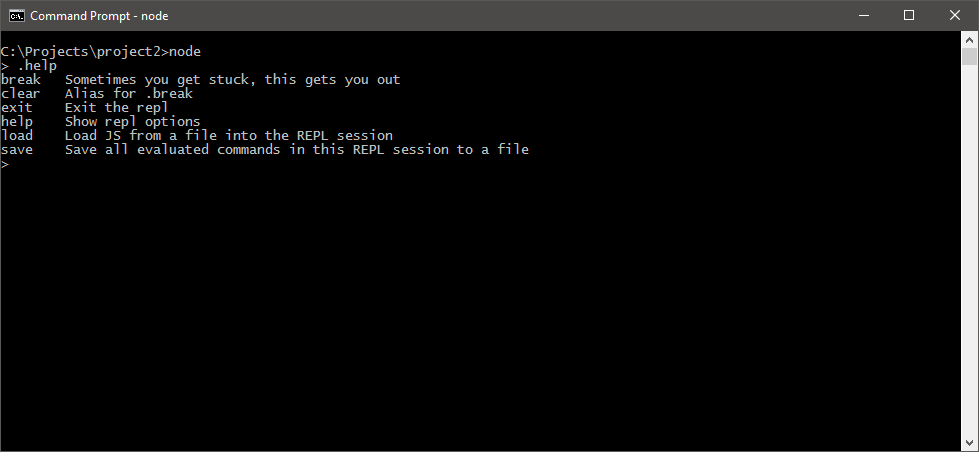 Command Prompt - node
C:\Projects\project2>node
> .help
break   Sometimes you get stuck, this gets you out
clear   Alias for .break
exit    Exit the repl
help    Show repl options
load    Load JS from a file into the REPL session
save    Save all evaluated commands in this REPL session to a file
>